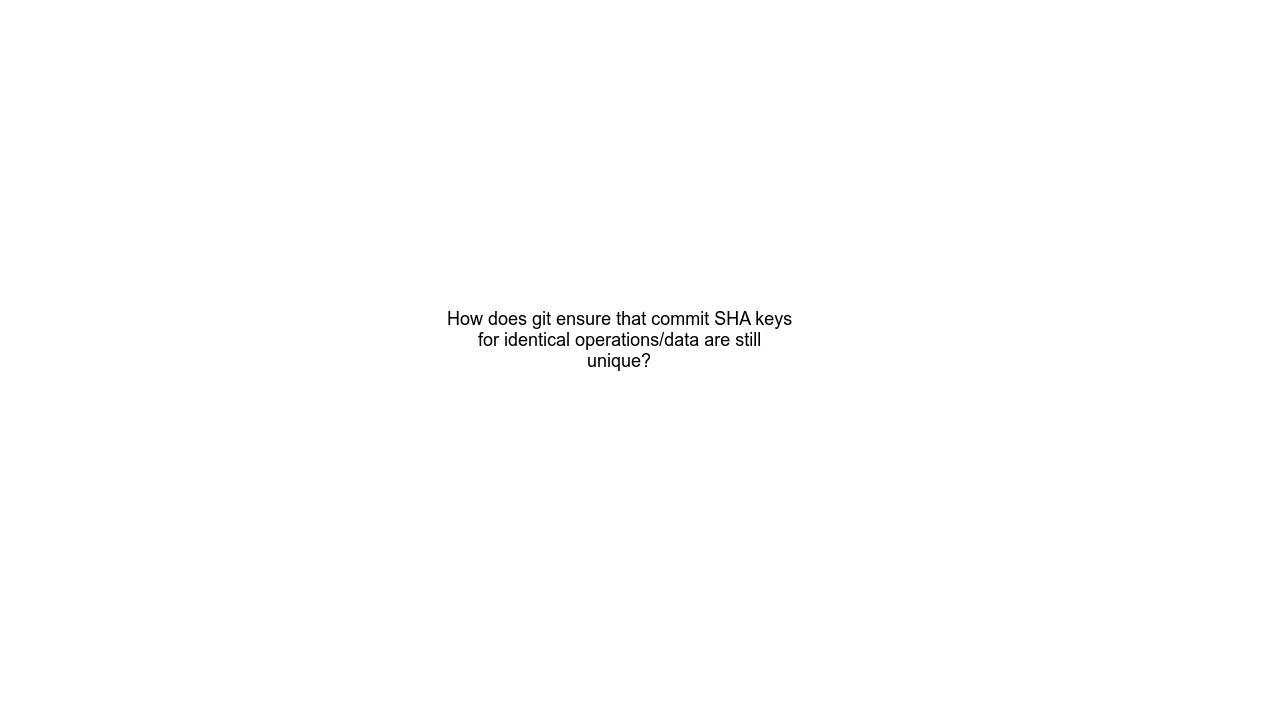 How does git ensure that commit SHA keys
for identical operations/data are still
unique?